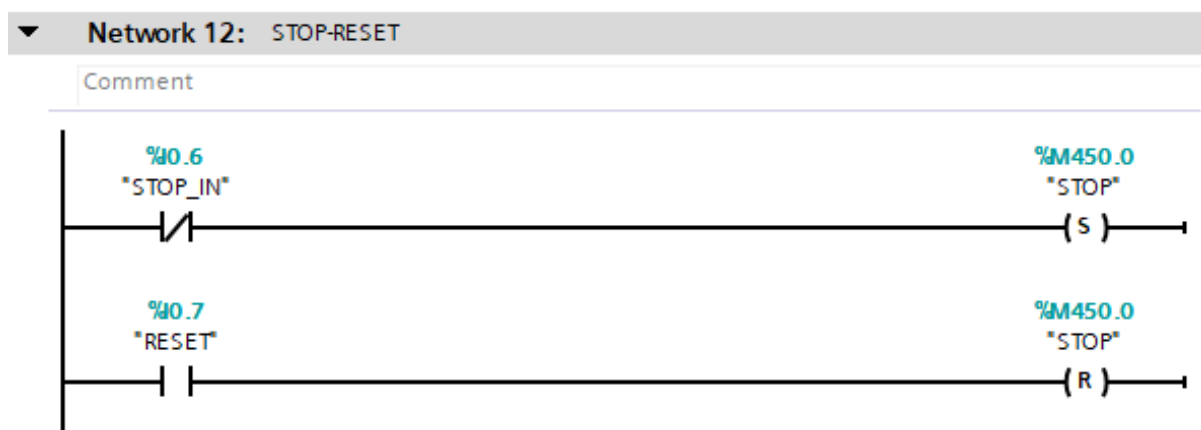 Network 12: STOP-RESET
Comment
%I0.6
"STOP_IN"
%M450.0
"STOP"
( S )
%I0.7
"RESET"
%M450.0
"STOP"
( R )